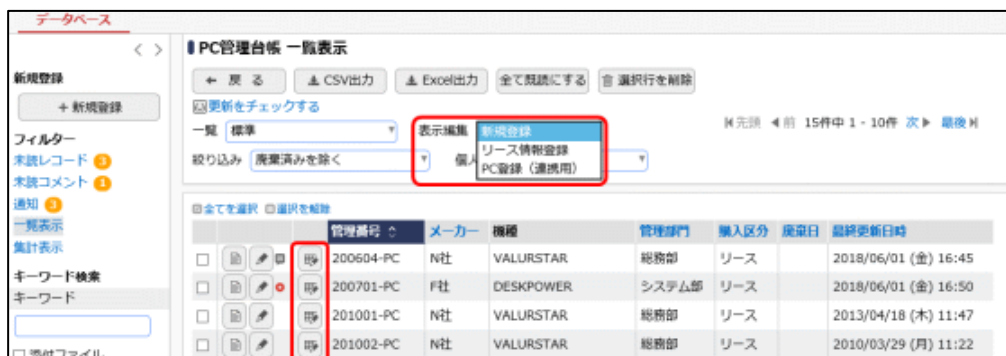 データベース
< >
新規登録
+ 新規登録
フィルター
未読レコード 3
未読コメント 1
通知 3
一覧表示
集計表示
キーワード検索
キーワード
添付ファイル
PC管理台帳 一覧表示
← 戻 る
CSV出力
Excel出力
全て既読にする
選択行を削除
更新をチェックする
一覧 標準
表示編集 新規登録
リース情報登録
PC登録（連携用）
先頭 前 15件中 1 - 10件 次 最後
絞り込み 廃棄済みを除く
個人
全てを選択 選択を解除
管理番号 メーカー 機種 管理部門 購入区分 廃棄日 最終更新日時
200604-PC N社 VALURSTAR 総務部 リース 2018/06/01 (金) 16:45
200701-PC F社 DESKPOWER システム部 リース 2018/06/01 (金) 16:50
201001-PC N社 VALURSTAR 総務部 リース 2013/04/18 (木) 11:47
201002-PC N社 VALURSTAR 総務部 リース 2010/03/29 (月) 11:22